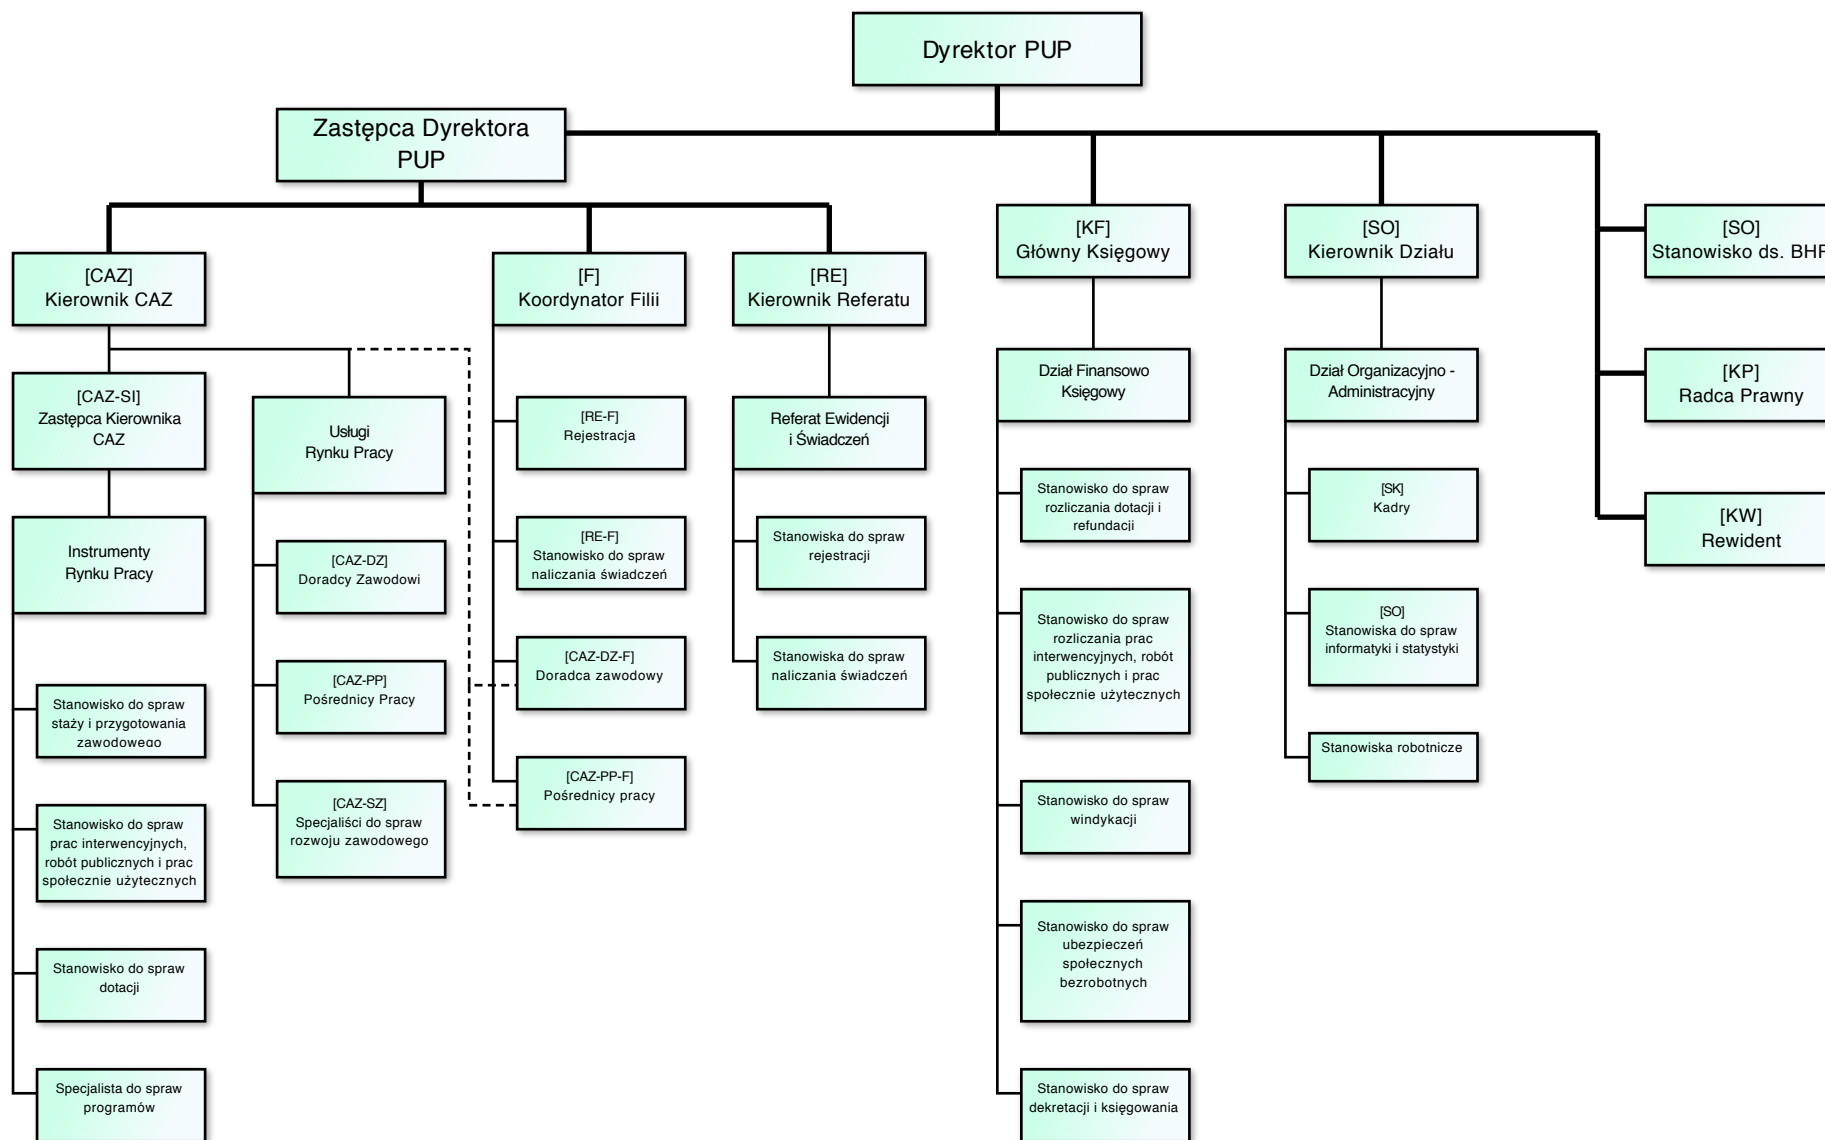 Dyrektor PUP
Zastępca Dyrektora
PUP
[CAZ]
Kierownik CAZ
[F]
Koordynator Filii
[RE]
Kierownik Referatu
[KF]
Główny Księgowy
[SO]
Kierownik Działu
[SO]
Stanowisko ds. BHP
[CAZ-SI]
Zastępca Kierownika
CAZ
Usługi
Rynku Pracy
[RE-F]
Rejestracja
Referat Ewidencji
i Świadczeń
Dział Finansowo
Księgowy
Dział Organizacyjno -
Administracyjny
[KP]
Radca Prawny
Instrumenty
Rynku Pracy
[CAZ-DZ]
Doradcy Zawodowi
[RE-F]
Stanowisko do spraw
naliczania świadczeń
Stanowiska do spraw
rejestracji
Stanowisko do spraw
rozliczania dotacji i
refundacji
[SK]
Kadry
[KW]
Rewident
Stanowisko do spraw
staży i przygotowania
zawodowego
[CAZ-PP]
Pośrednicy Pracy
[CAZ-DZ-F]
Doradca zawodowy
Stanowiska do spraw
naliczania świadczeń
Stanowisko do spraw
rozliczania prac
interwencyjnych, robót
publicznych i prac
społecznie użytecznych
[SO]
Stanowiska do spraw
informatyki i statystyki
Stanowisko do spraw
prac interwencyjnych,
robót publicznych i prac
społecznie użytecznych
[CAZ-SZ]
Specjaliści do spraw
rozwoju zawodowego
[CAZ-PP-F]
Pośrednicy pracy
Stanowisko do spraw
windykacji
Stanowiska robotnicze
Stanowisko do spraw
dotacji
Stanowisko do spraw
ubezpieczeń
społecznych
bezrobotnych
Specjalista do spraw
programów
Stanowisko do spraw
dekretacji i księgowania